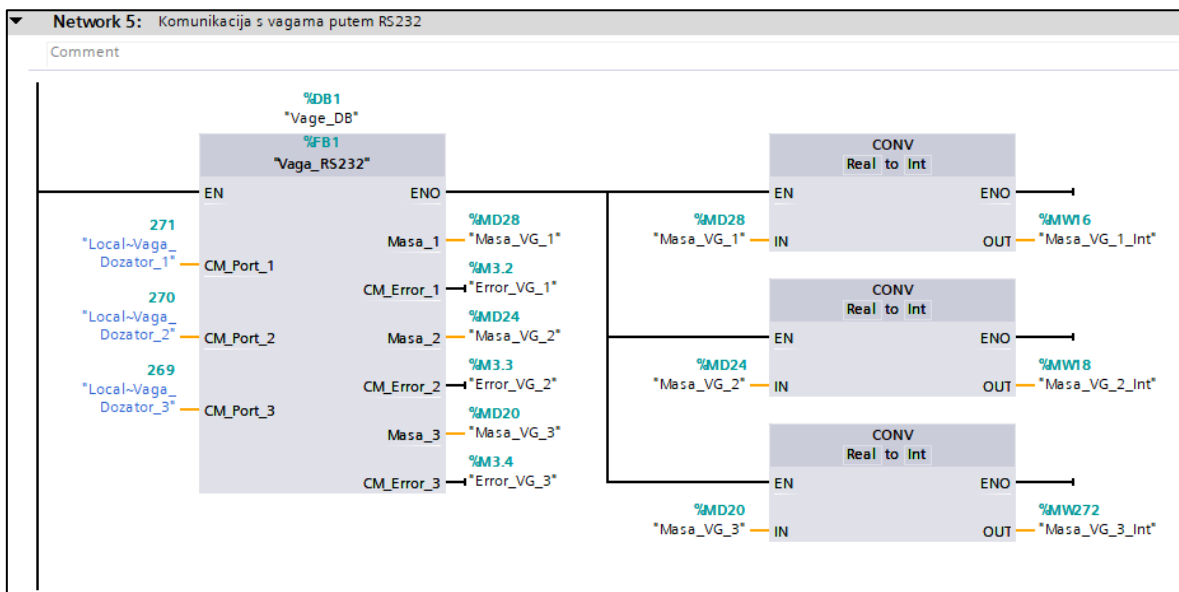 Network 5: Komunikacija s vagama putem RS232
Comment
%DB1
"Vage_DB"
%FB1
"Vaga_RS232"
EN
ENO
271
"Local~Vaga_
Dozator_1"
CM_Port_1
270
"Local~Vaga_
Dozator_2"
CM_Port_2
269
"Local~Vaga_
Dozator_3"
CM_Port_3
Masa_1
%MD28
"Masa_VG_1"
CM_Error_1
%M3.2
"Error_VG_1"
Masa_2
%MD24
"Masa_VG_2"
CM_Error_2
%M3.3
"Error_VG_2"
Masa_3
%MD20
"Masa_VG_3"
CM_Error_3
%M3.4
"Error_VG_3"
CONV
Real to Int
EN
ENO
%MD28
"Masa_VG_1"
IN
OUT
%MW16
"Masa_VG_1_Int"
CONV
Real to Int
EN
ENO
%MD24
"Masa_VG_2"
IN
OUT
%MW18
"Masa_VG_2_Int"
CONV
Real to Int
EN
ENO
%MD20
"Masa_VG_3"
IN
OUT
%MW272
"Masa_VG_3_Int"